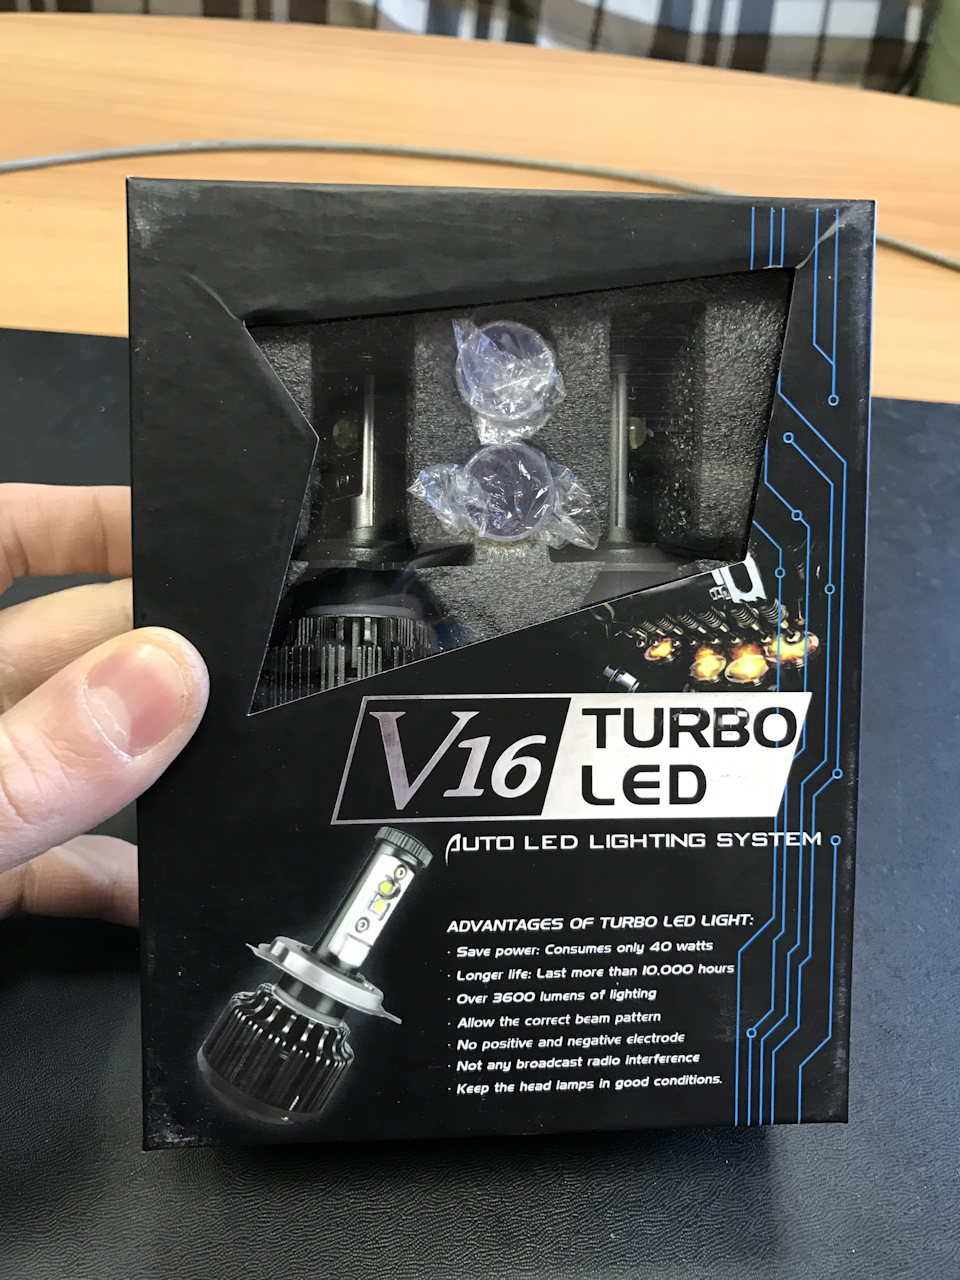 V16 TURBO
LED
AUTO LED LIGHTING SYSTEM
ADVANTAGES OF TURBO LED LIGHT:
· Save power: Consumes only 40 watts
· Longer life: Last more than 10,000 hours
· Over 3600 lumens of lighting
· Allow the correct beam pattern
· No positive and negative electrode
· Not any broadcast radio interference
· Keep the head lamps in good conditions.